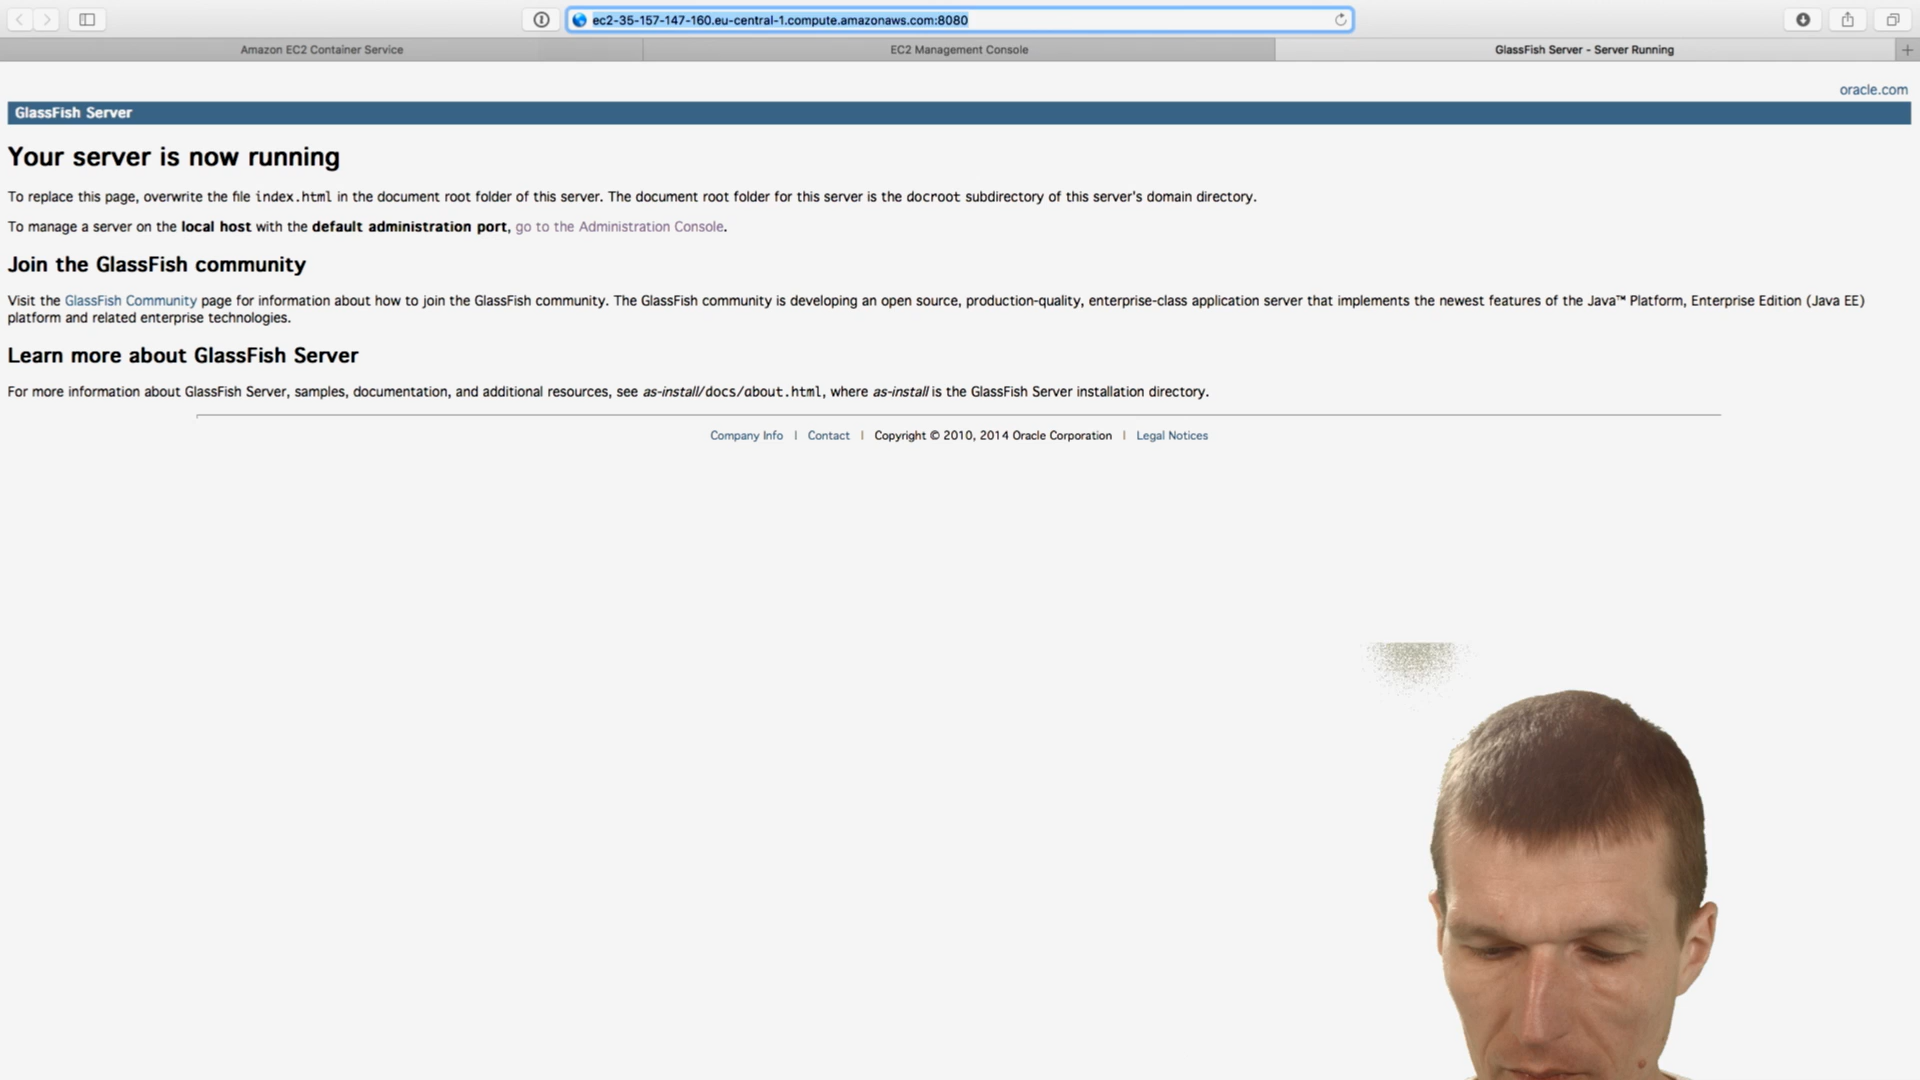 ec2-35-157-147-160.eu-central-1.compute.amazonaws.com:8080
Amazon EC2 Container Service
EC2 Management Console
GlassFish Server - Server Running
oracle.com
GlassFish Server
Your server is now running
To replace this page, overwrite the file index.html in the document root folder of this server. The document root folder for this server is the docroot subdirectory of this server's domain directory.
To manage a server on the local host with the default administration port, go to the Administration Console.
Join the GlassFish community
Visit the GlassFish Community page for information about how to join the GlassFish community. The GlassFish community is developing an open source, production-quality, enterprise-class application server that implements the newest features of the Java™ Platform, Enterprise Edition (Java EE)
platform and related enterprise technologies.
Learn more about GlassFish Server
For more information about GlassFish Server, samples, documentation, and additional resources, see as-install/docs/about.html, where as-install is the GlassFish Server installation directory.
Company Info | Contact | Copyright © 2010, 2014 Oracle Corporation | Legal Notices